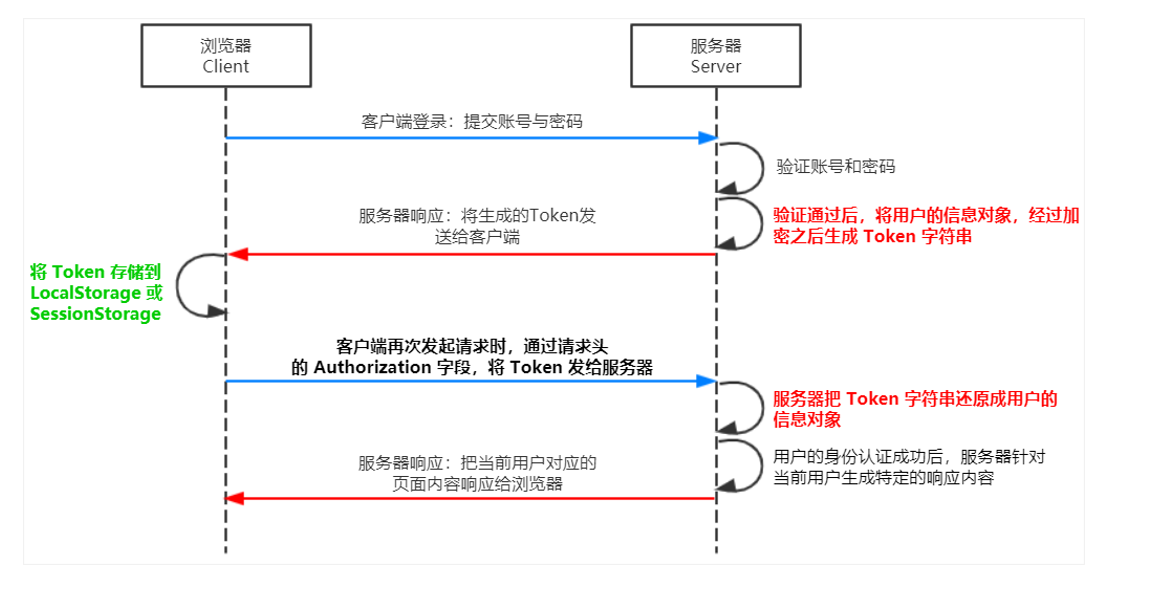 浏览器
Client
服务器
Server
客户端登录：提交账号与密码
验证账号和密码
服务器响应：将生成的Token发
送给客户端
验证通过后，将用户的信息对象，经过加
密之后生成 Token 字符串
将 Token 存储到
LocalStorage 或
SessionStorage
客户端再次发起请求时，通过请求头
的 Authorization 字段，将 Token 发给服务器
服务器把 Token 字符串还原成用户的
信息对象
用户的身份认证成功后，服务器针对
当前用户生成特定的响应内容
服务器响应：把当前用户对应的
页面内容响应给浏览器